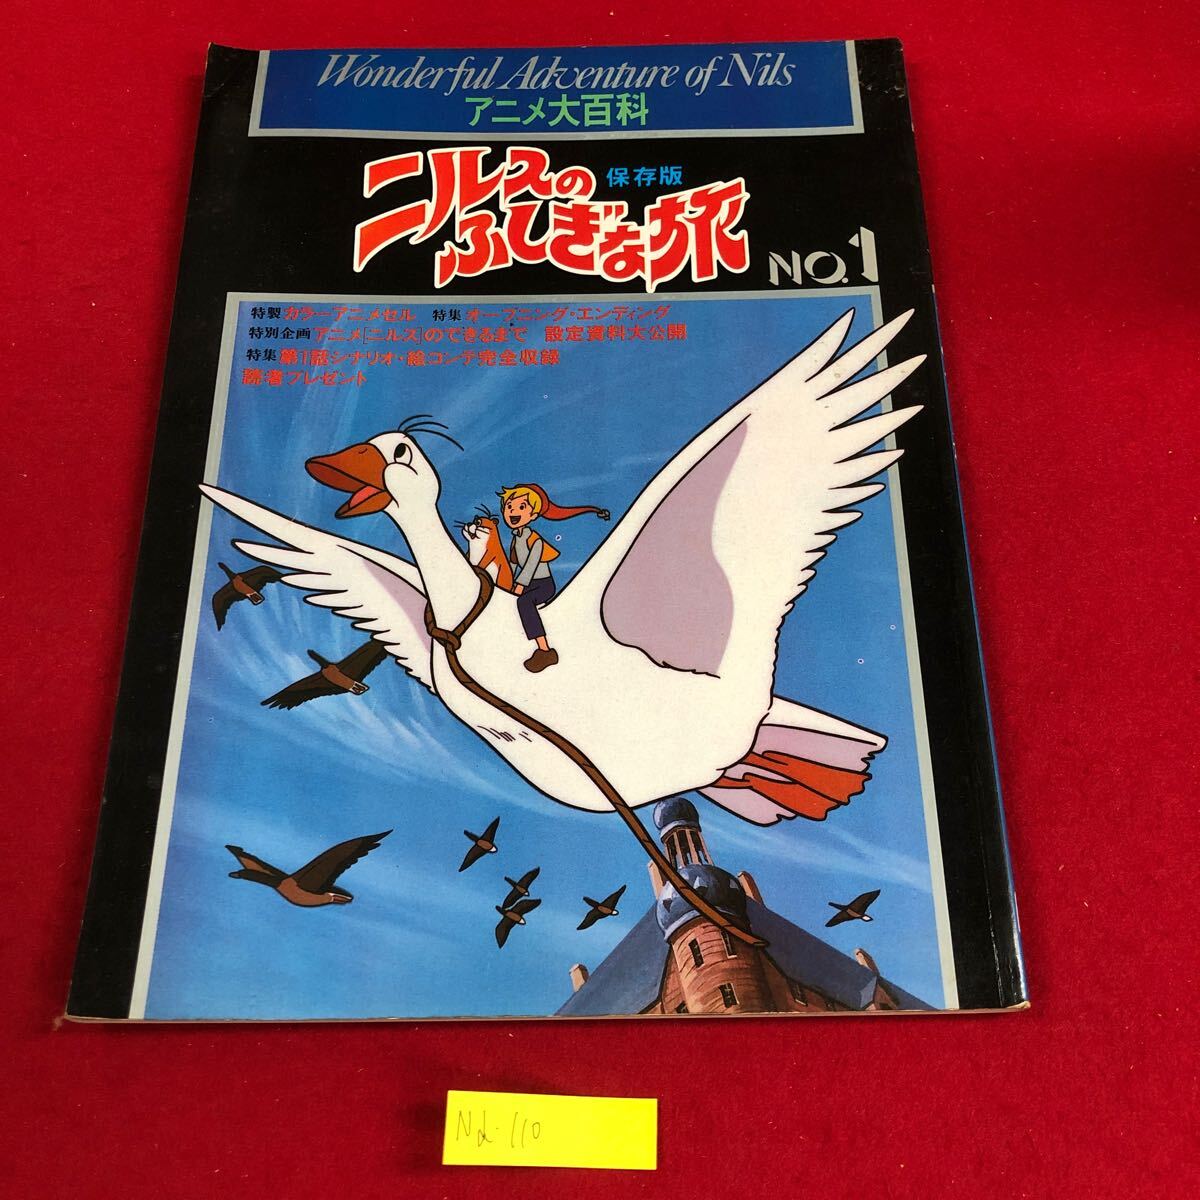 Wonderful Adventure of Nils
アニメ大百科
ニルスの
ふしぎな旅
保存版
NO.1
特製 カラーアニメセル 特集 オープニング・エンディング
特別企画 アニメ[ニルス]のできるまで 設定資料大公開
特集 第1話シナリオ・絵コンテ完全収録
読者プレゼント
Nd.110